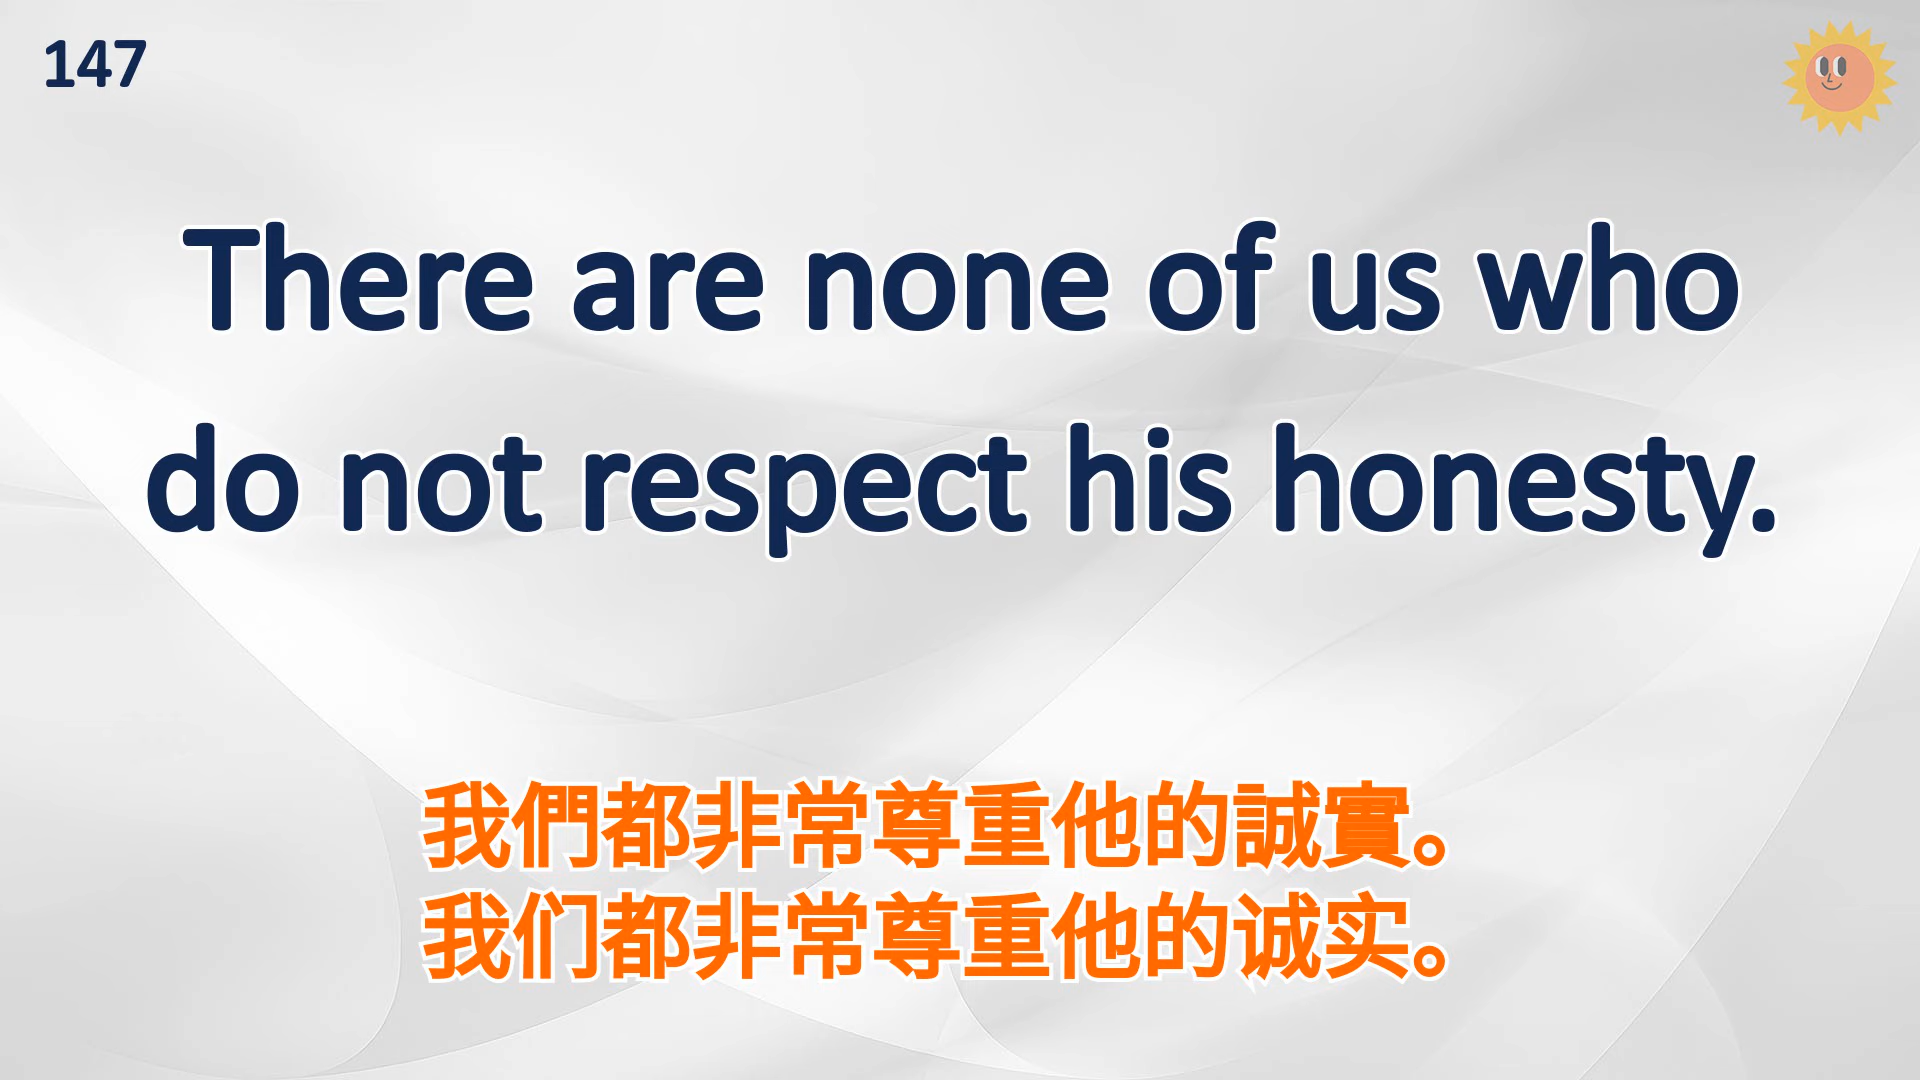 147
There are none of us who
do not respect his honesty.
我們都非常尊重他的誠實。
我们都非常尊重他的诚实。